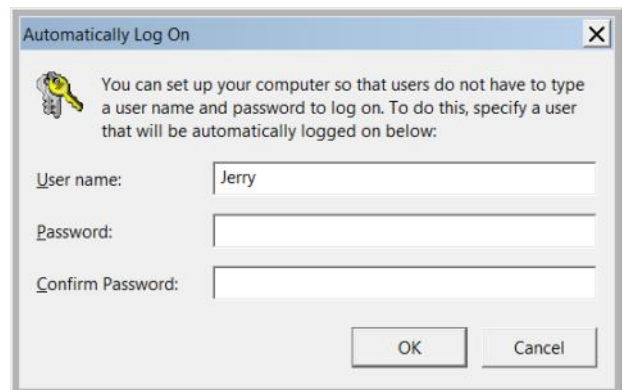 Automatically Log On
You can set up your computer so that users do not have to type
a user name and password to log on. To do this, specify a user
that will be automatically logged on below:
User name:
Jerry
Password:
Confirm Password:
OK
Cancel